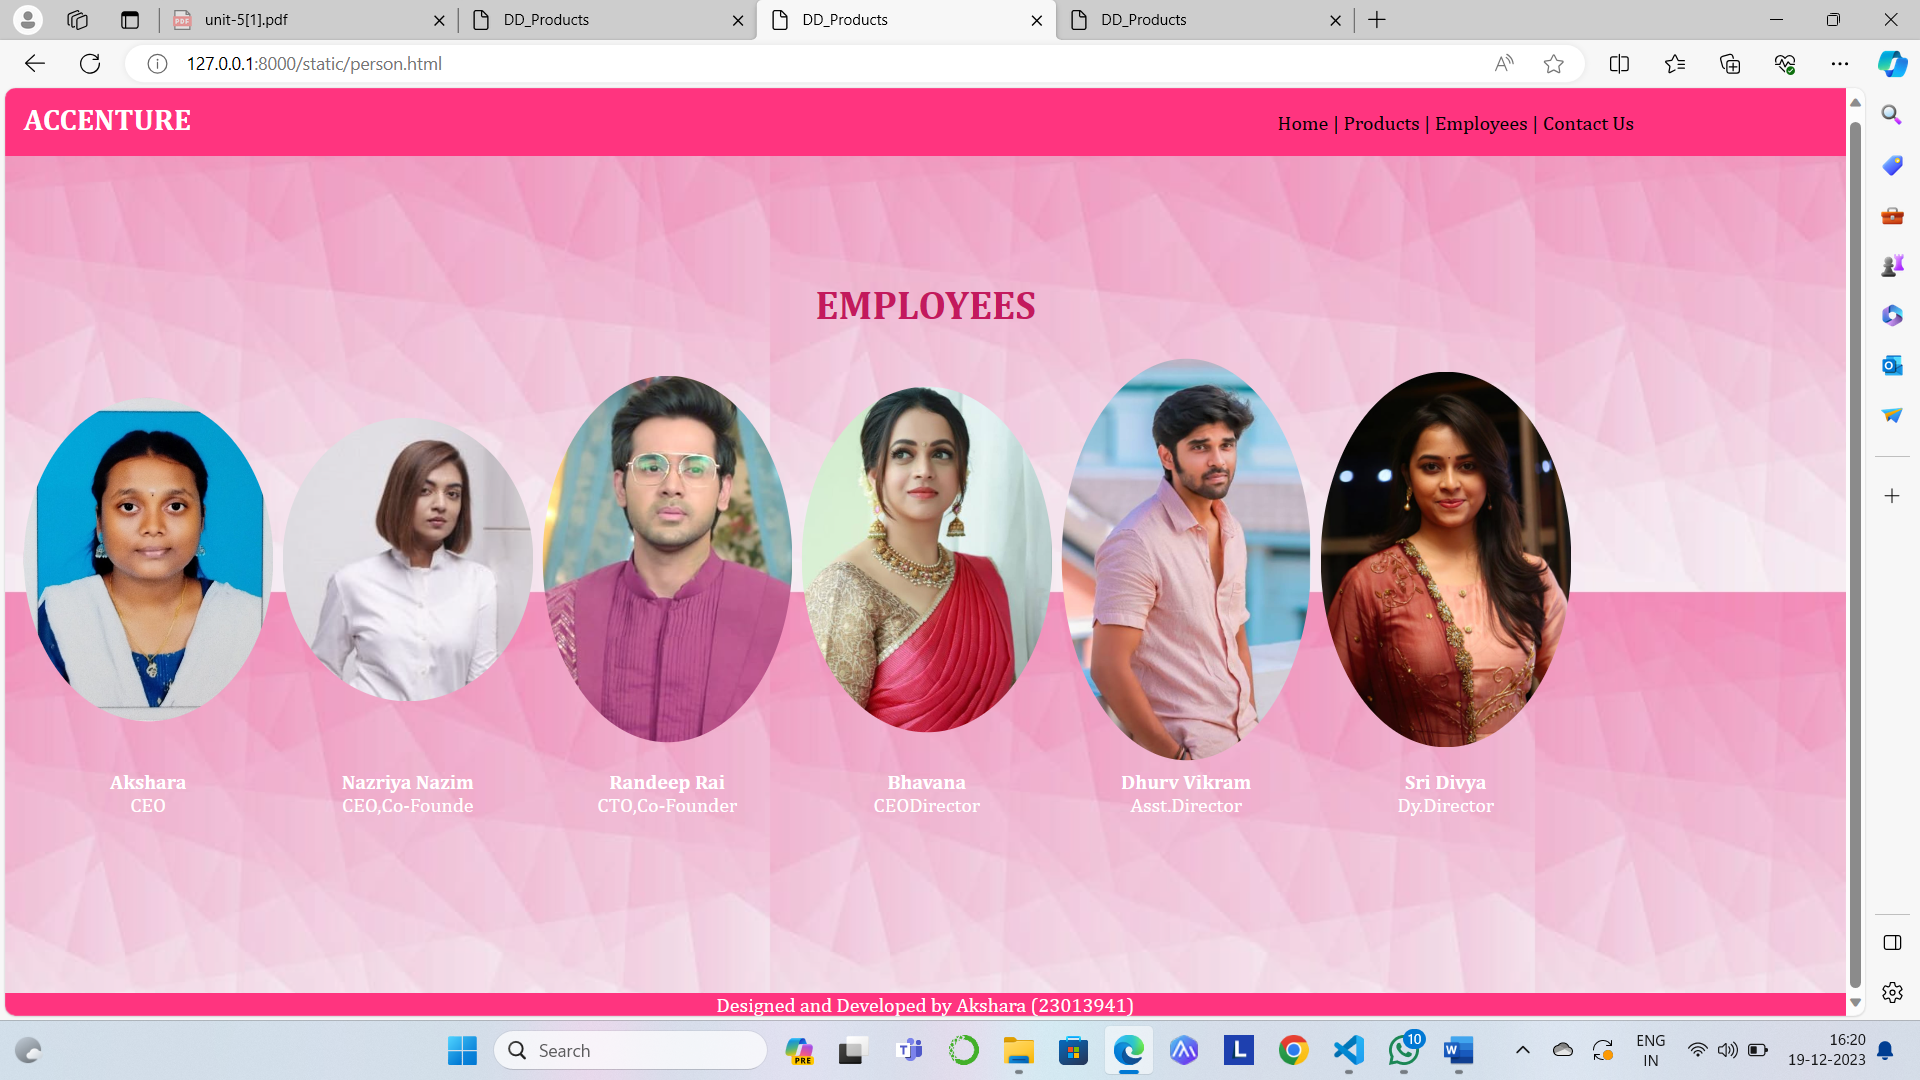 unit-5[1].pdf
DD_Products
DD_Products
DD_Products
127.0.0.1:8000/static/person.html
ACCENTURE
Home | Products | Employees | Contact Us
EMPLOYEES
Akshara
CEO
Nazriya Nazim
CEO,Co-Founde
Randeep Rai
CTO,Co-Founder
Bhavana
CEODirector
Dhurv Vikram
Asst.Director
Sri Divya
Dy.Director
Designed and Developed by Akshara (23013941)
Search
PRE
L
10
W
ENG
IN
16:20
19-12-2023